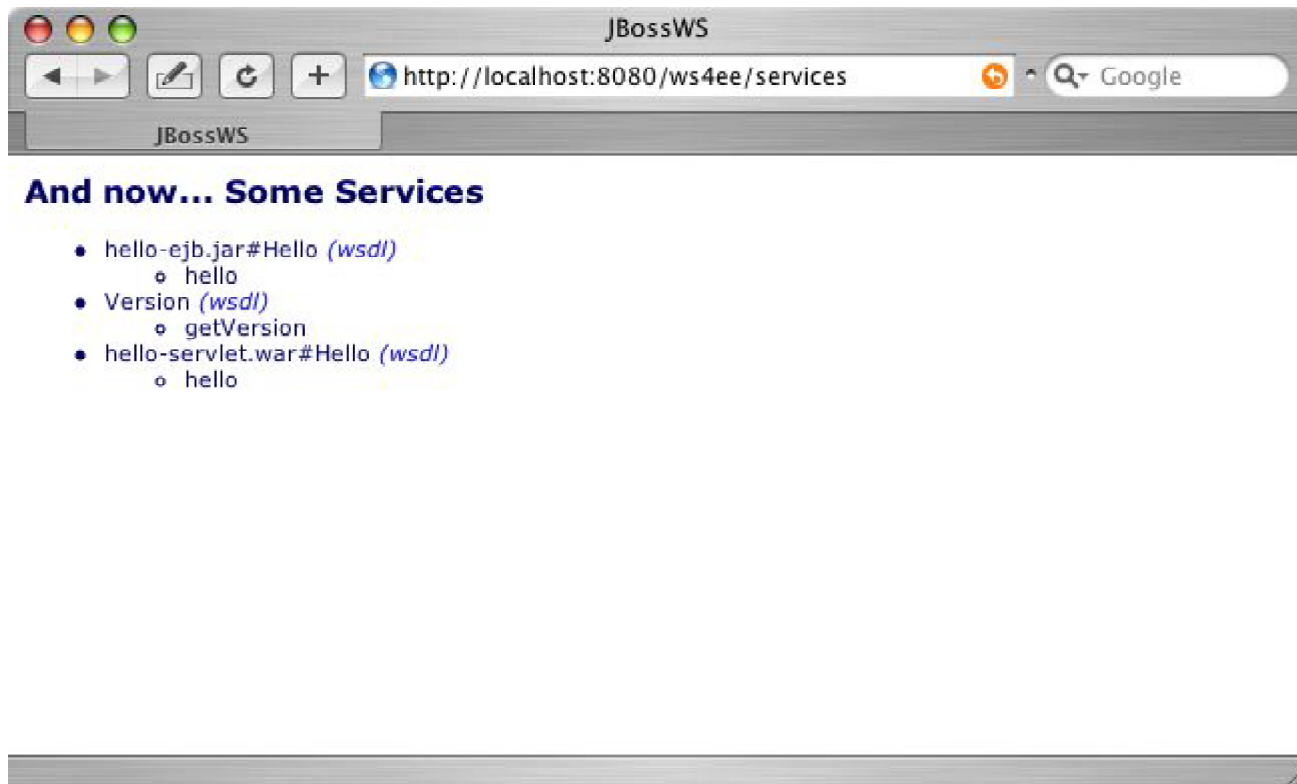 JBossWS
http://localhost:8080/ws4ee/services
Google
JBossWS
And now... Some Services
hello-ejb.jar#Hello (wsdl)
hello
Version (wsdl)
getVersion
hello-servlet.war#Hello (wsdl)
hello